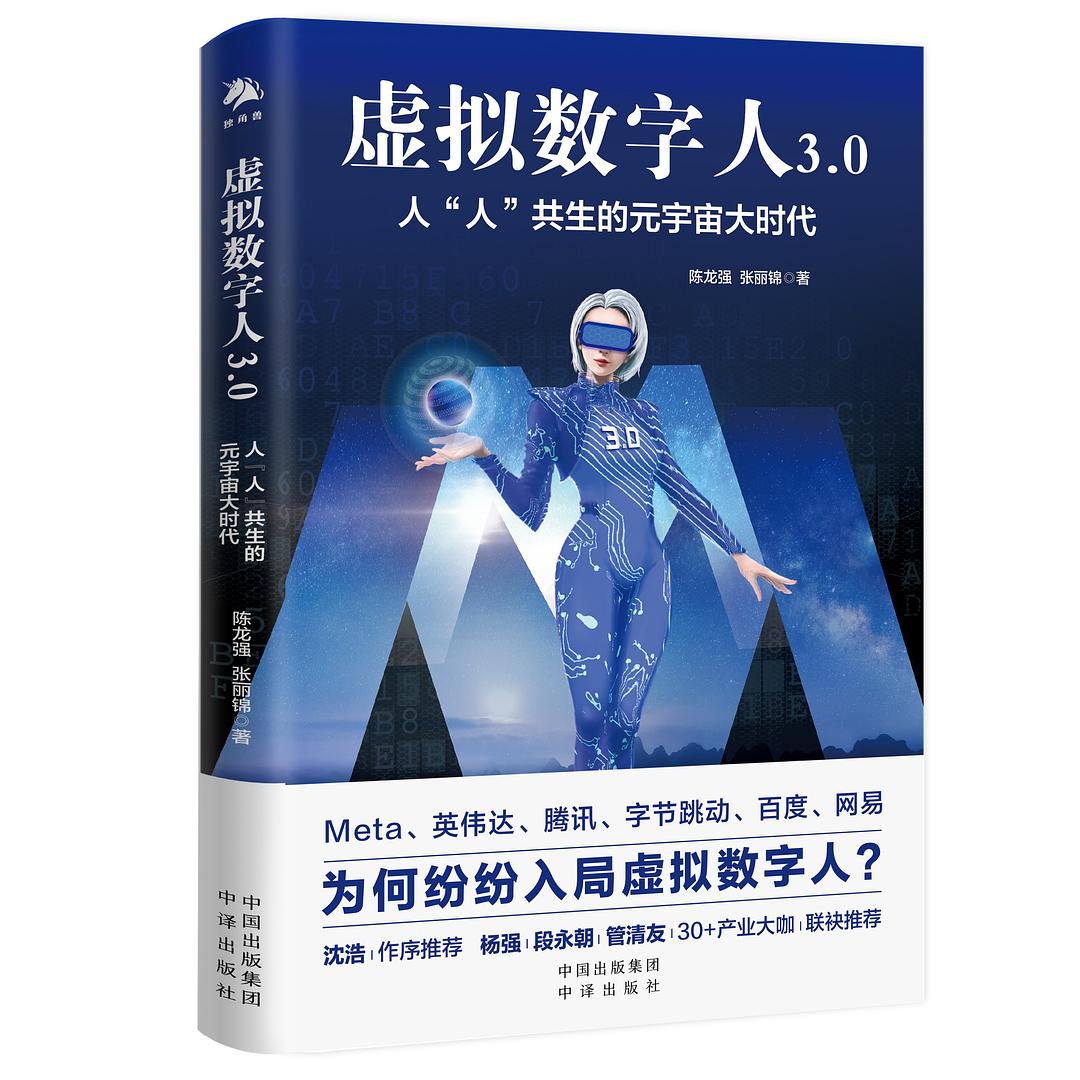 虚拟数字人3.0
人“人”共生的元宇宙大时代
陈龙强 张丽锦◎著
3.0
Meta、英伟达、腾讯、字节跳动、百度、网易
为何纷纷入局虚拟数字人?
沈浩|作序推荐 杨强|段永朝|管清友|30+产业大咖|联袂推荐
中国出版集团
中译出版社
独角兽
虚拟数字人3.0
人『人』共生的
元宇宙大时代
陈龙强 张丽锦◎著
中国出版集团
中译出版社